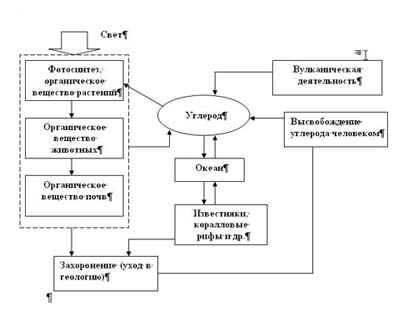 Свет¶
Фотосинтез,·
органическое·
вещество·растений¶
Вулканическая·
деятельность¶
Углерод¶
Высвобождение·
углерода·человеком¶
Органическое·
вещество·
животных¶
Океан¶
Органическое·
вещество·почв¶
Известняки,·
коралловые·
рифы·и·др.¶
Захоронение·(уход·в·
геологию)¶
¶